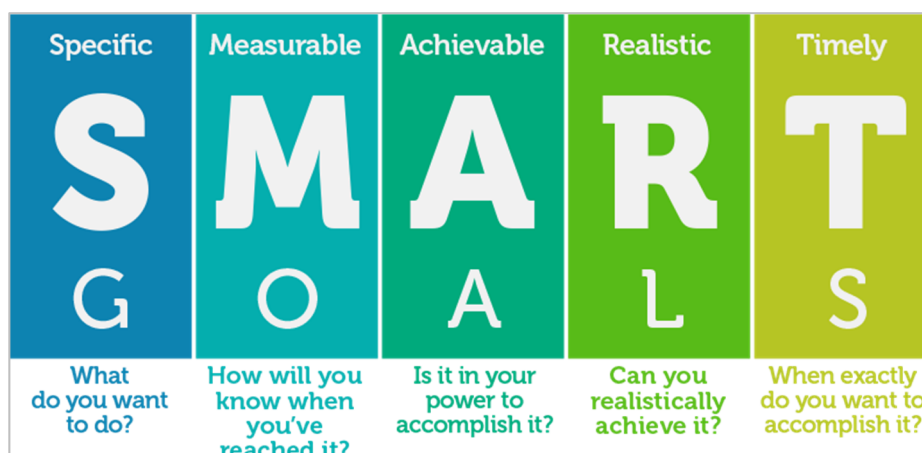 Specific Measurable Achievable Realistic Timely
S M A R T
G O A L S
What
do you want
to do?
How will you
know when
you've
reached it?
Is it in your
power to
accomplish it?
Can you
realistically
achieve it?
When exactly
do you want to
accomplish it?